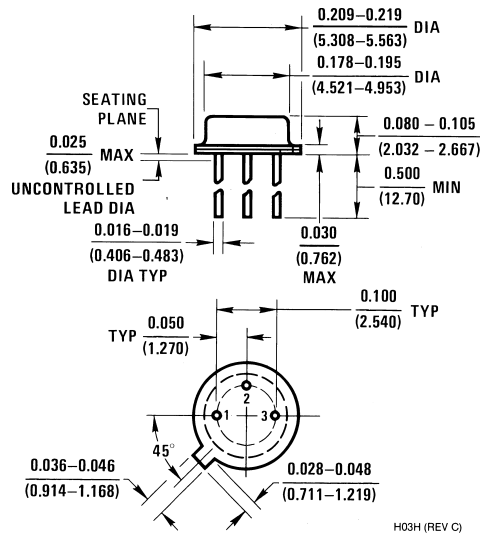 0.209–0.219
(5.308–5.563)
DIA
0.178–0.195
(4.521–4.953)
DIA
SEATING
PLANE
0.025
(0.635)
MAX
0.080 – 0.105
(2.032 – 2.667)
UNCONTROLLED
LEAD DIA
0.500
(12.70)
MIN
0.016–0.019
(0.406–0.483)
DIA TYP
0.030
(0.762)
MAX
0.100
(2.540)
TYP
TYP
0.050
(1.270)
2
1
3
45°
0.036–0.046
(0.914–1.168)
0.028–0.048
(0.711–1.219)
H03H (REV C)